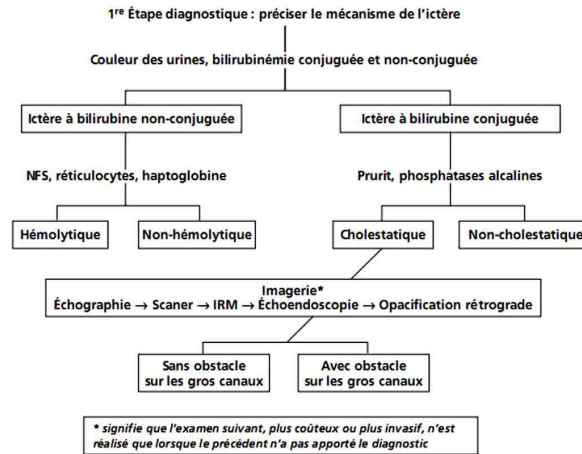 1re Étape diagnostique : préciser le mécanisme de l'ictère
Couleur des urines, bilirubinémie conjuguée et non-conjuguée
Ictère à bilirubine non-conjuguée
Ictère à bilirubine conjuguée
NFS, réticulocytes, haptoglobine
Prurit, phosphatases alcalines
Hémolytique
Non-hémolytique
Cholestatique
Non-cholestatique
Imagerie*
Échographie → Scaner → IRM → Échoendoscopie → Opacification rétrograde
Sans obstacle
sur les gros canaux
Avec obstacle
sur les gros canaux
* signifie que l'examen suivant, plus coûteux ou plus invasif, n'est
réalisé que lorsque le précédent n'a pas apporté le diagnostic